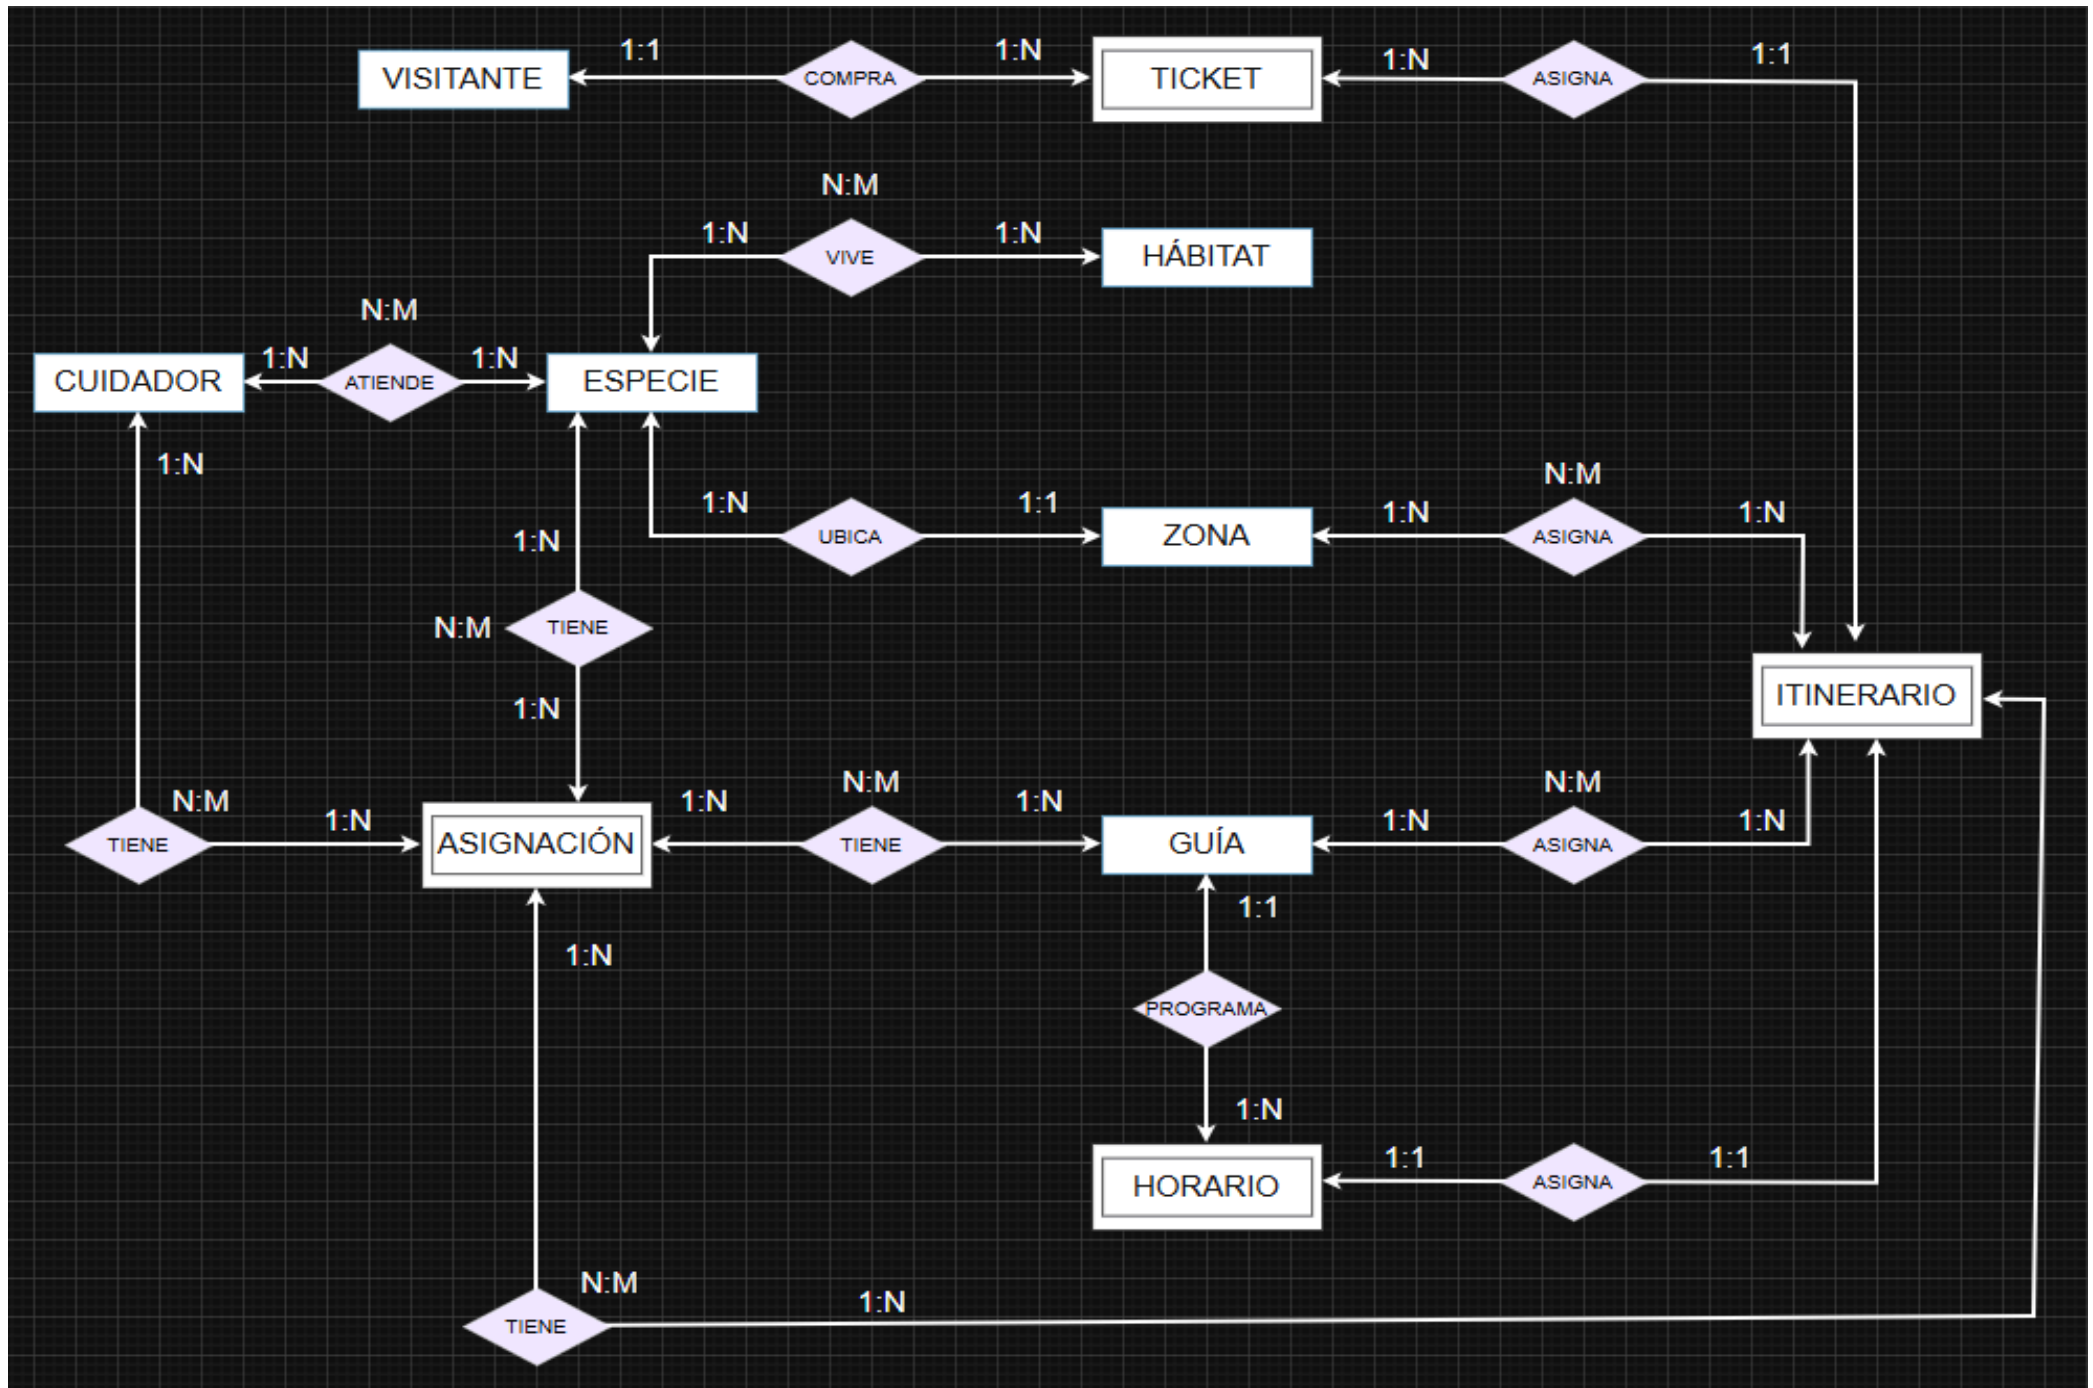 1:1
1:N
1:N
1:1
VISITANTE
COMPRA
TICKET
ASIGNA
N:M
1:N
1:N
VIVE
HÁBITAT
N:M
1:N
1:N
CUIDADOR
ATIENDE
ESPECIE
1:N
N:M
1:N
1:1
1:N
1:N
1:N
UBICA
ZONA
ASIGNA
N:M
TIENE
1:N
ITINERARIO
N:M
1:N
1:N
N:M
1:N
N:M
1:N
1:N
TIENE
ASIGNACIÓN
TIENE
GUÍA
ASIGNA
1:1
1:N
PROGRAMA
1:N
1:1
1:1
HORARIO
ASIGNA
N:M
1:N
TIENE